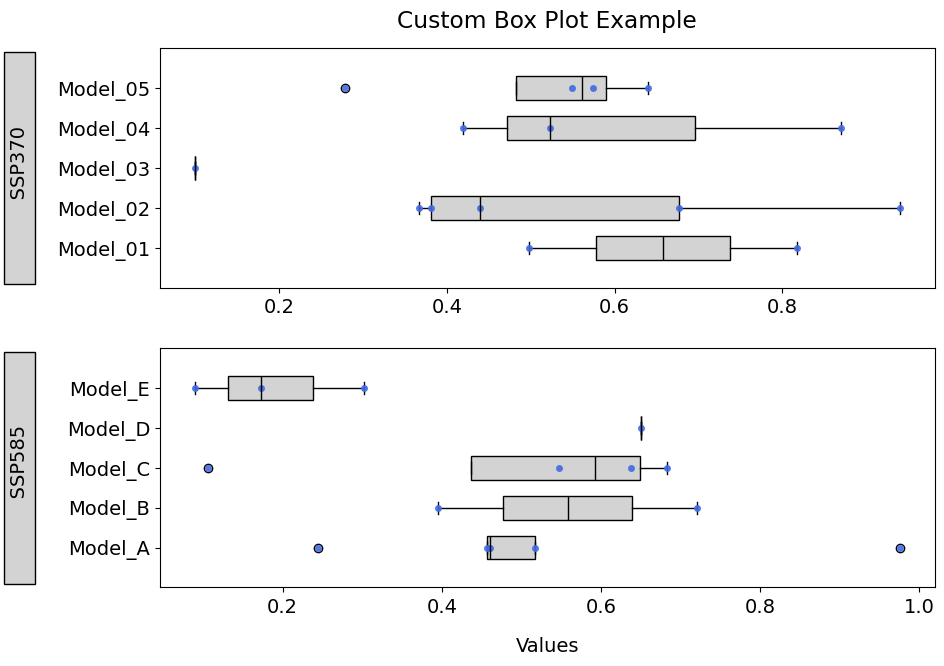 Custom Box Plot Example
SSP370
Model_05
Model_04
Model_03
Model_02
Model_01
0.2 0.4 0.6 0.8
SSP585
Model_E
Model_D
Model_C
Model_B
Model_A
0.2 0.4 0.6 0.8 1.0
Values